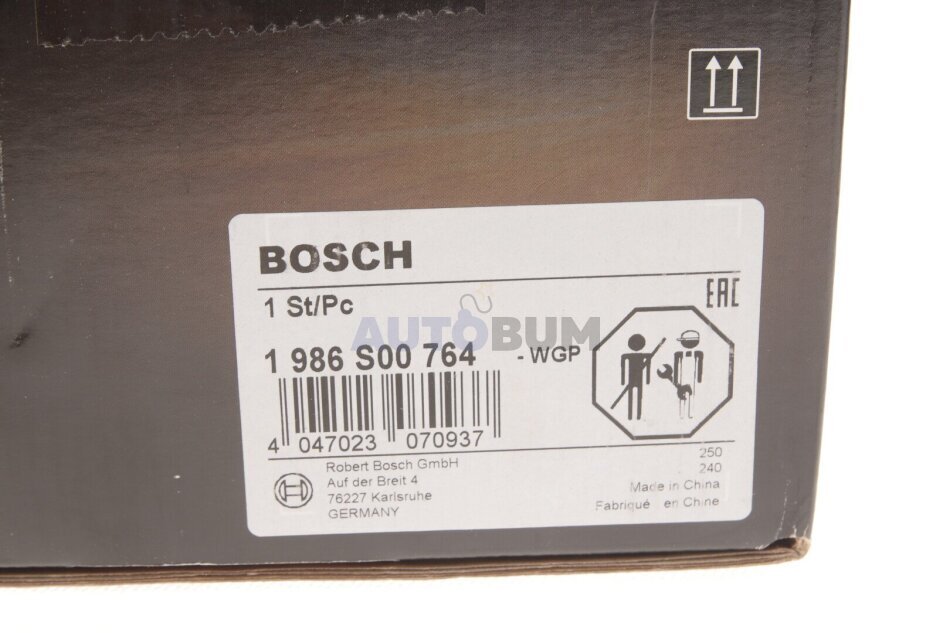 BOSCH
EAC
1 St/Pc
AUTOBUM
1 986 S00 764 - WGP
4 047023 070937
Robert Bosch GmbH
Auf der Breit 4
76227 Karlsruhe
GERMANY
250
240
Made in China
Fabriqué en Chine